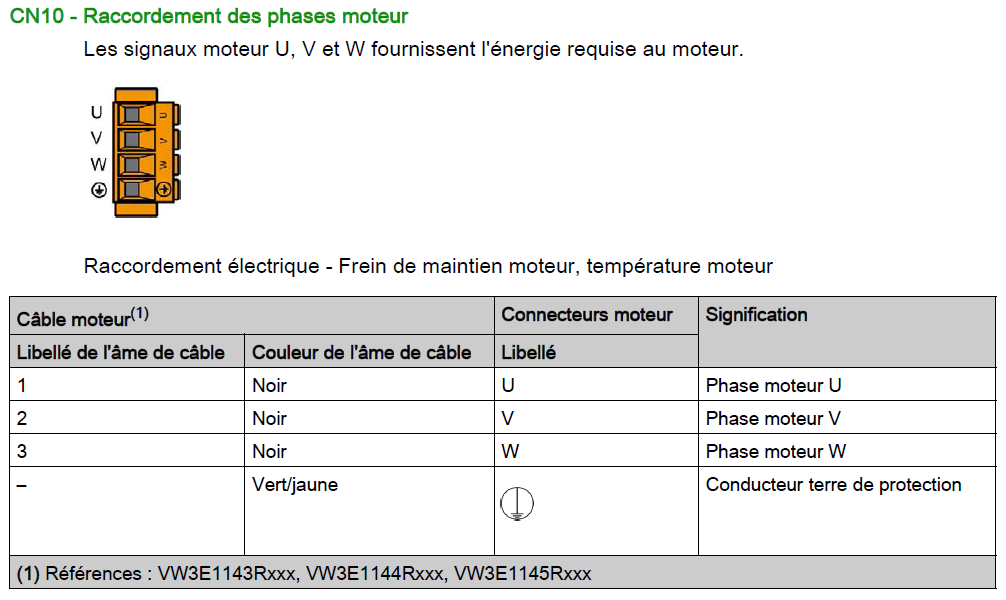 CN10 - Raccordement des phases moteur
Les signaux moteur U, V et W fournissent l'énergie requise au moteur.
U U
V V
W W
Raccordement électrique - Frein de maintien moteur, température moteur
Câble moteur(1) Connecteurs moteur Signification
Libellé de l'âme de câble Couleur de l'âme de câble Libellé
1 Noir U Phase moteur U
2 Noir V Phase moteur V
3 Noir W Phase moteur W
– Vert/jaune Conducteur terre de protection
(1) Références : VW3E1143Rxxx, VW3E1144Rxxx, VW3E1145Rxxx